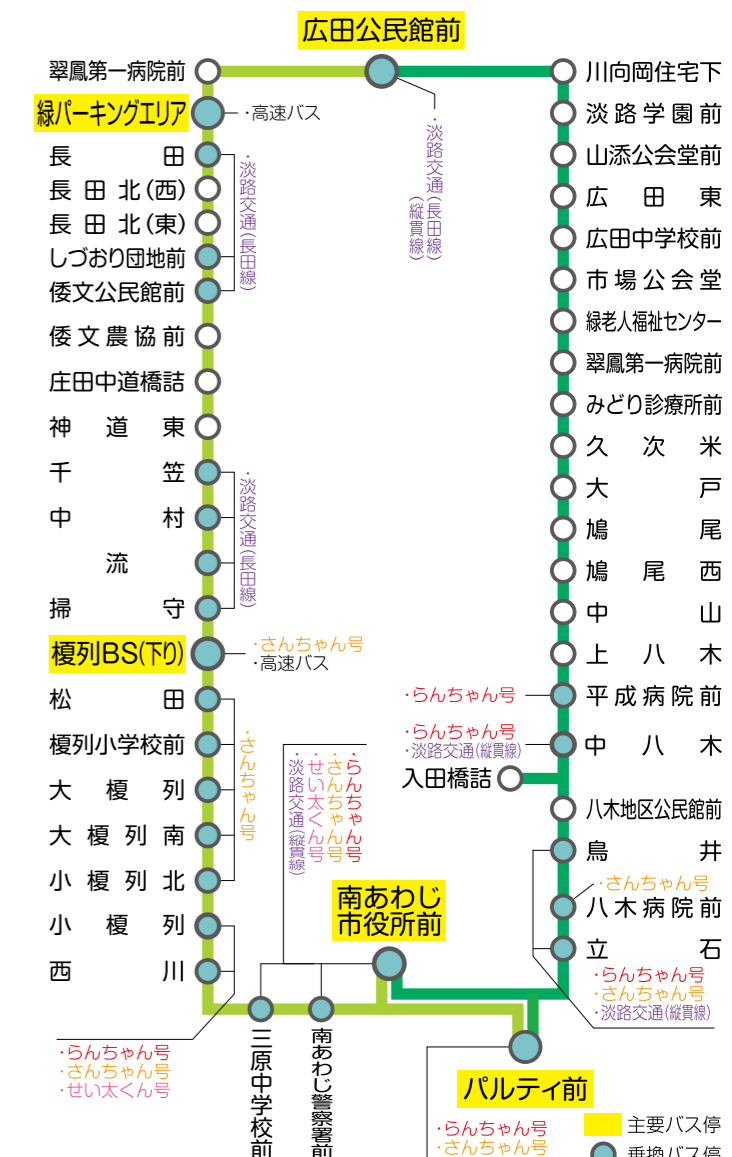 広田公民館前
翠鳳第一病院前
緑パーキングエリア
・高速バス
長田
長田北(西)
長田北(東)
しづおり団地前
倭文公民館前
・淡路交通(長田線)
倭文農協前
庄田中道橋詰
神道東
千笠
中村
流
掃守
・淡路交通(長田線)
榎列BS(下り)
・さんちゃん号
・高速バス
松田
榎列小学校前
大榎列
大榎列南
小榎列北
・さんちゃん号
小榎列
西川
・らんちゃん号
・さんちゃん号
・せい太くん号
三原中学校前
南あわじ警察署前
・淡路交通(長田線)
(縦貫線)
川向岡住宅下
淡路学園前
山添公会堂前
広田東
広田中学校前
市場公会堂
緑老人福祉センター
翠鳳第一病院前
みどり診療所前
久次米
大戸
鳩尾
鳩尾西
中山
上八木
・らんちゃん号
平成病院前
・らんちゃん号
・淡路交通(縦貫線)
中八木
入田橋詰
八木地区公民館前
鳥井
・さんちゃん号
八木病院前
立石
・らんちゃん号
・さんちゃん号
・淡路交通(縦貫線)
・らんちゃん号
・さんちゃん号
・せい太くん号
・淡路交通(縦貫線)
南あわじ
市役所前
パルティ前
・らんちゃん号
・さんちゃん号
主要バス停
乗換バス停